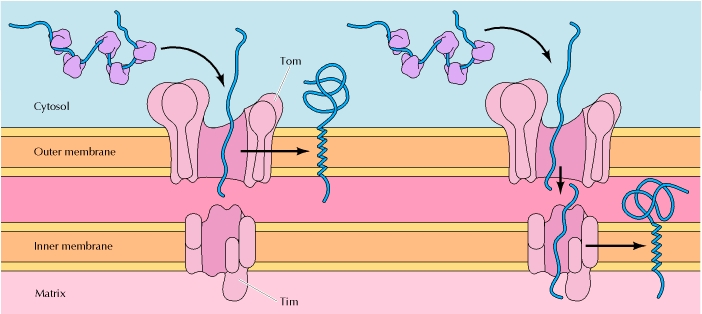 Tom
Cytosol
Outer membrane
Inner membrane
Matrix
Tim